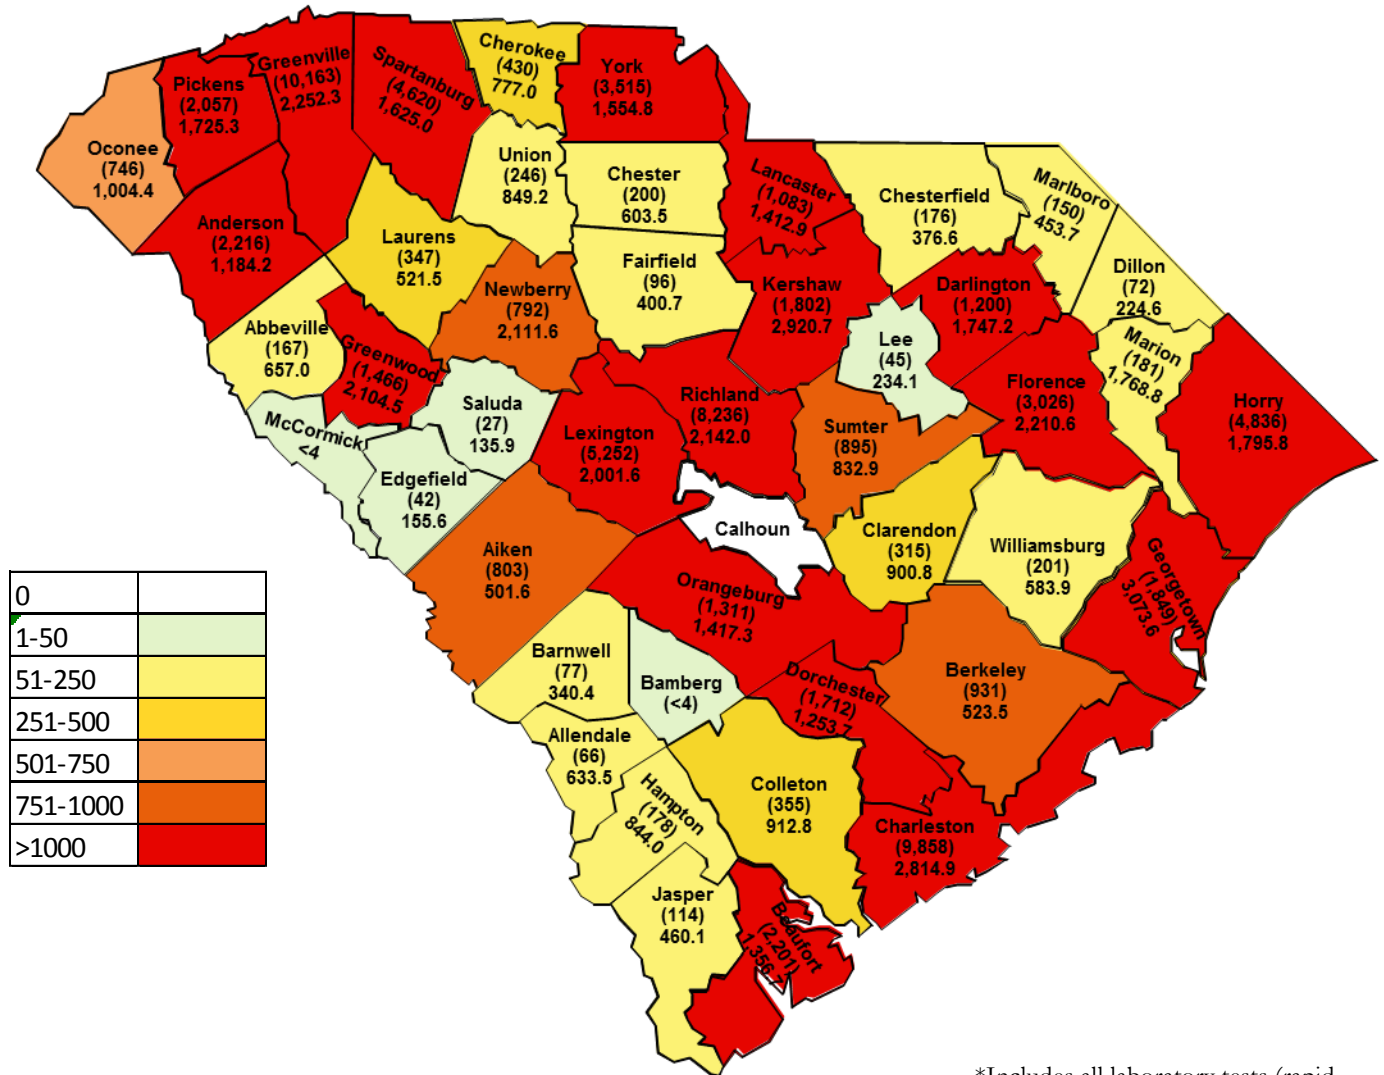 Cherokee
(430)
777.0
York
(3,515)
1,554.8
Greenville
(10,163)
2,252.3
Spartanburg
(4,620)
1,625.0
Pickens
(2,057)
1,725.3
Oconee
(746)
1,004.4
Union
(246)
849.2
Chester
(200)
603.5
Lancaster
(1,083)
1,412.9
Chesterfield
(176)
376.6
Marlboro
(150)
453.7
Anderson
(2,216)
1,184.2
Laurens
(347)
521.5
Fairfield
(96)
400.7
Kershaw
(1,802)
2,920.7
Darlington
(1,200)
1,747.2
Dillon
(72)
224.6
Newberry
(792)
2,111.6
Abbeville
(167)
657.0
Greenwood
(1,466)
2,104.5
Lee
(45)
234.1
Marion
(181)
1,768.8
Florence
(3,026)
2,210.6
Horry
(4,836)
1,795.8
Richland
(8,236)
2,142.0
Saluda
(27)
135.9
McCormick
<4
Lexington
(5,252)
2,001.6
Sumter
(895)
832.9
Edgefield
(42)
155.6
Calhoun
Clarendon
(315)
900.8
Williamsburg
(201)
583.9
Georgetown
(1,849)
3,073.6
Aiken
(803)
501.6
Orangeburg
(1,311)
1,417.3
Barnwell
(77)
340.4
Bamberg
(<4)
Dorchester
(1,712)
1,253.7
Berkeley
(931)
523.5
Allendale
(66)
633.5
Hampton
(178)
844.0
Colleton
(355)
912.8
Charleston
(9,858)
2,814.9
Jasper
(114)
460.1
Beaufort
(2,201)
1,356.7
0
1-50
51-250
251-500
501-750
751-1000
>1000
*Includes all laboratory tests (rapid